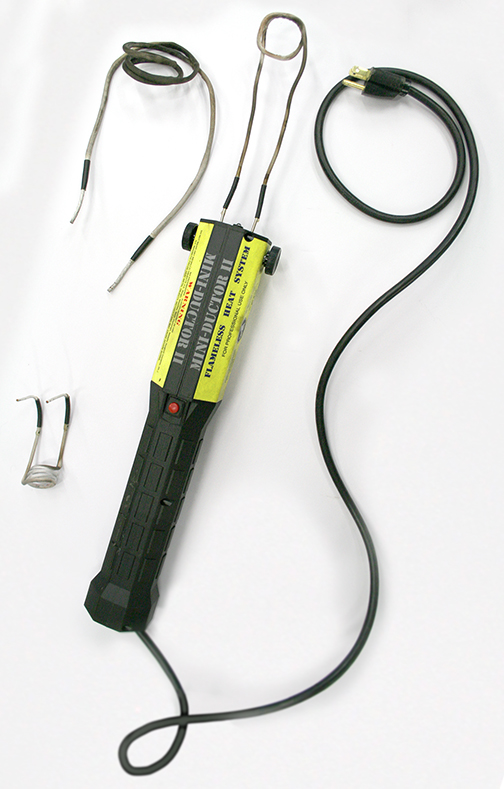 MINI-DUCTOR II
WARNING
MINI-DUCTOR II
FLAMELESS HEAT SYSTEM
FOR PROFESSIONAL USE ONLY